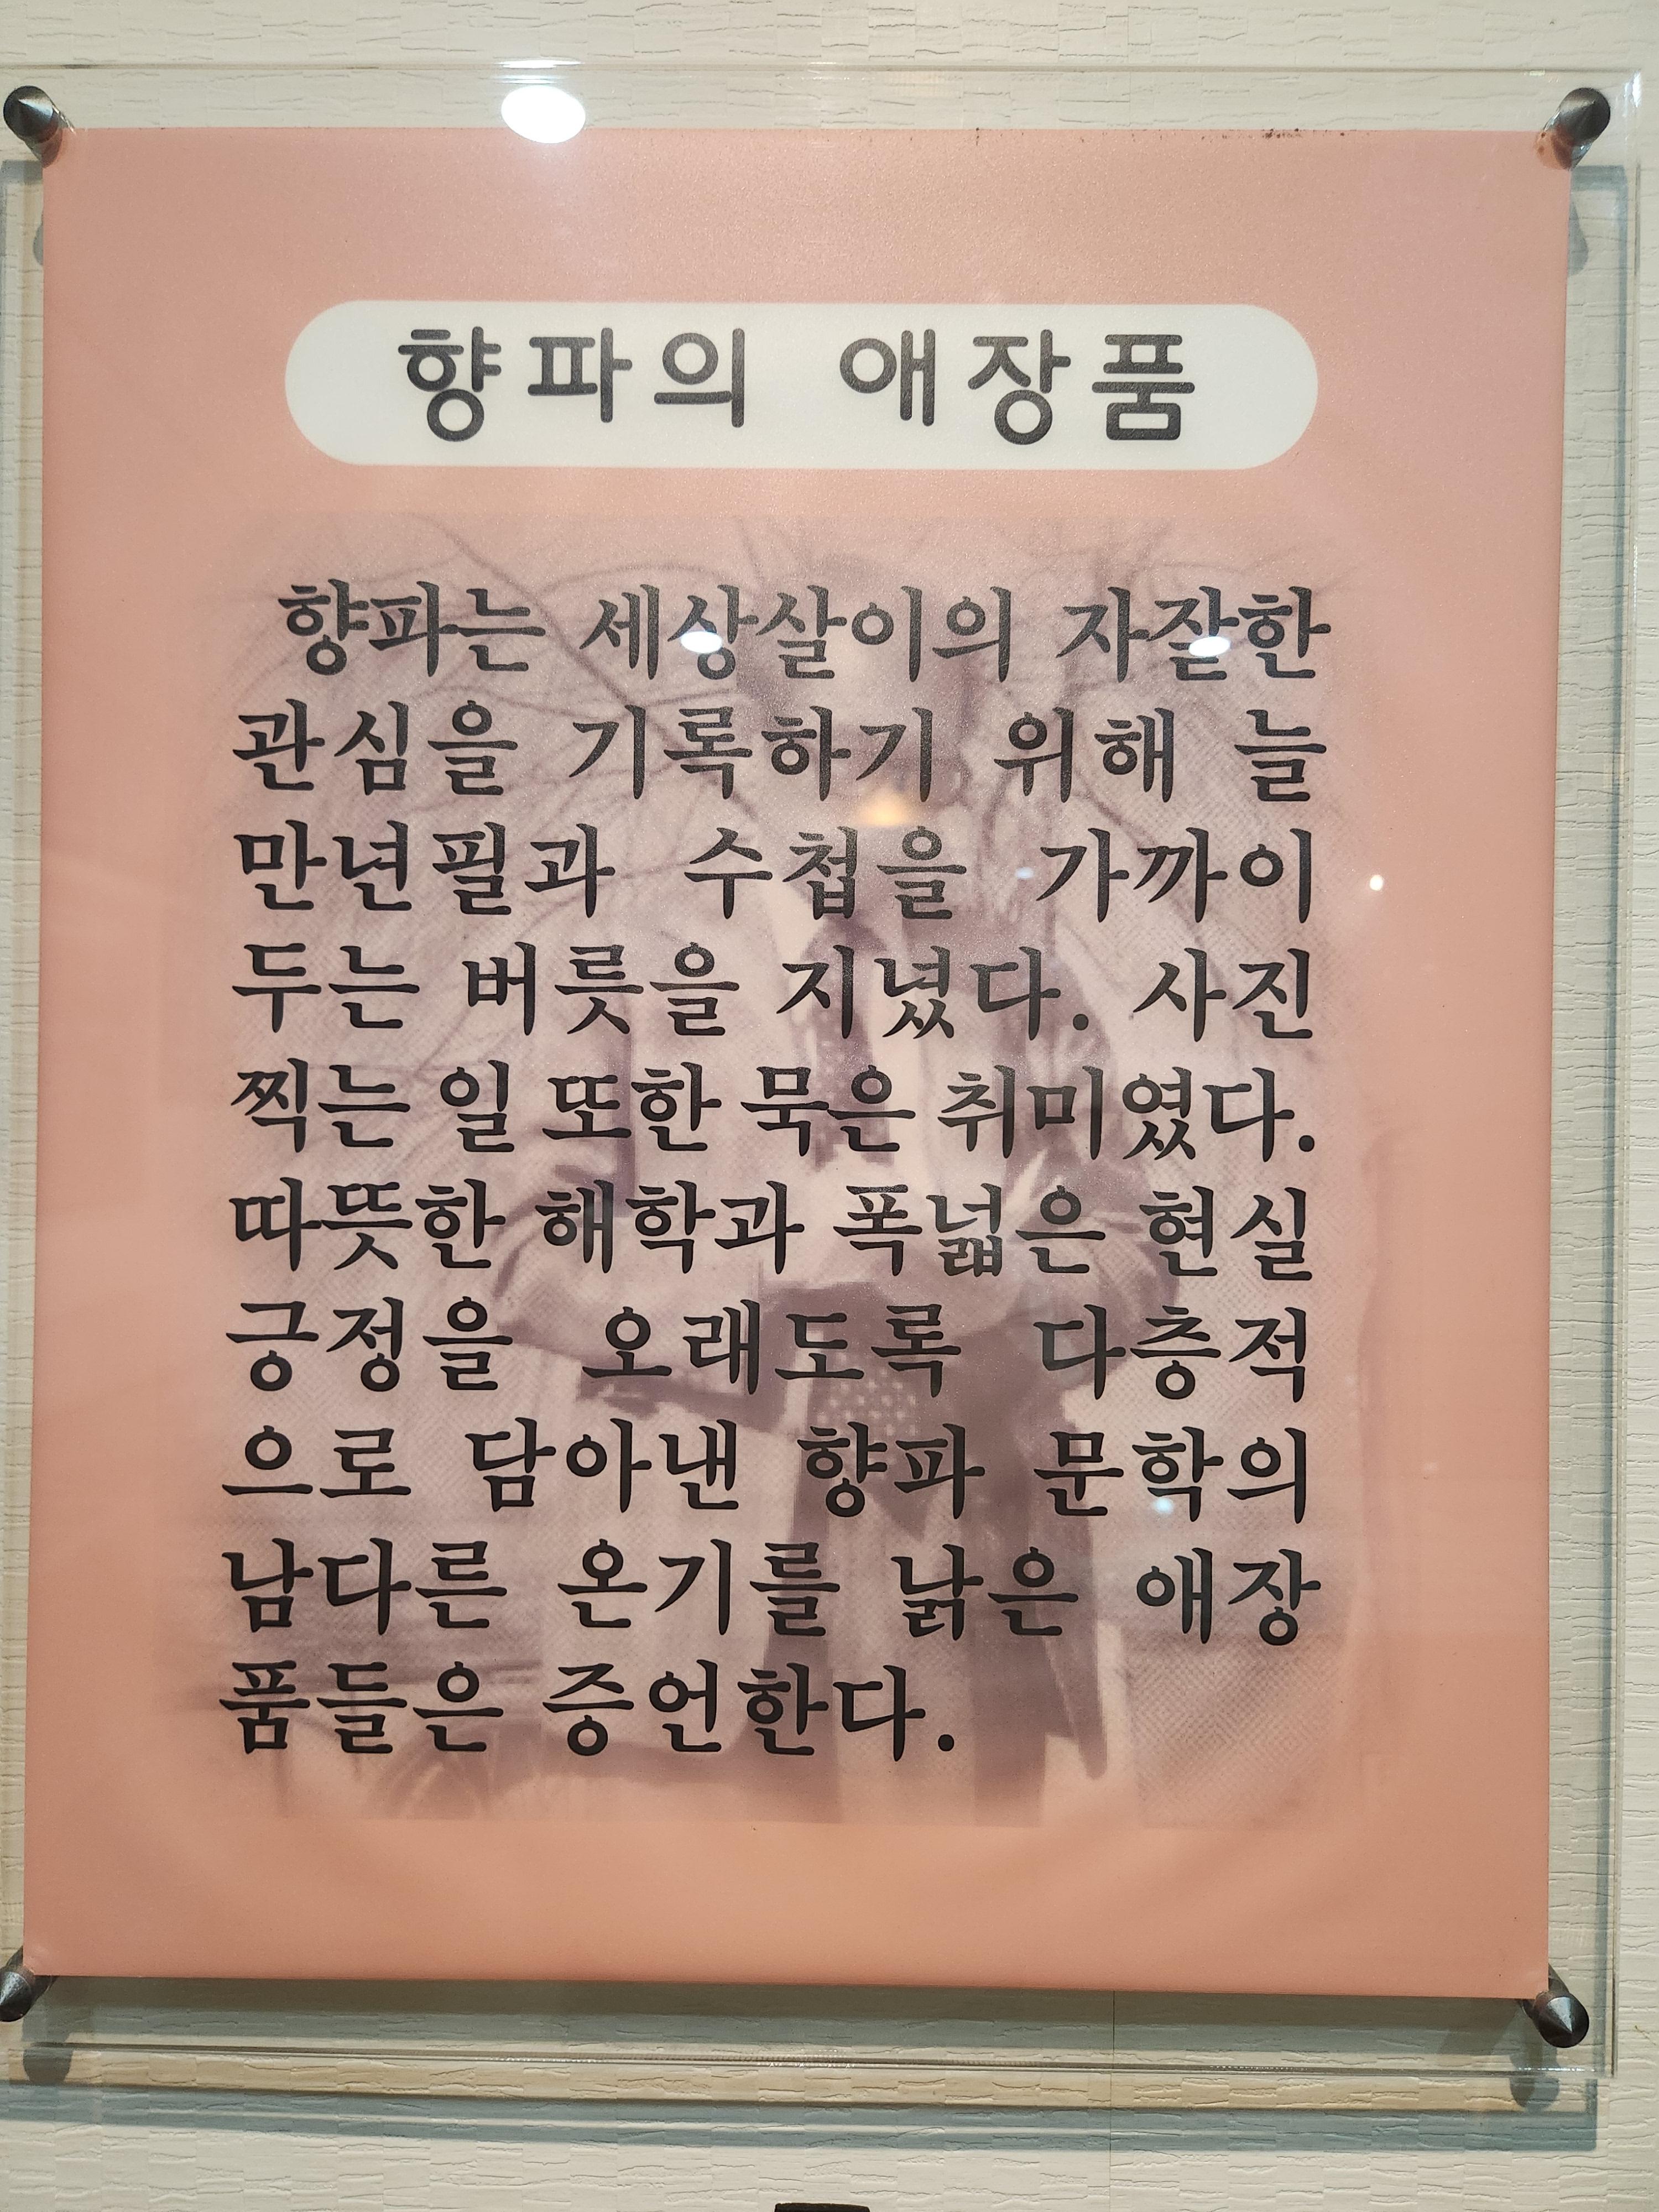 향파의 애장품
향파는 세상살이의 자잘한
관심을 기록하기 위해 늘
만년필과 수첩을 가까이
두는 버릇을 지녔다. 사진
찍는 일 또한 묵은 취미였다.
따뜻한 해학과 폭넓은 현실
긍정을 오래도록 다층적
으로 담아낸 향파 문학의
남다른 온기를 낡은 애장
품들은 증언한다.